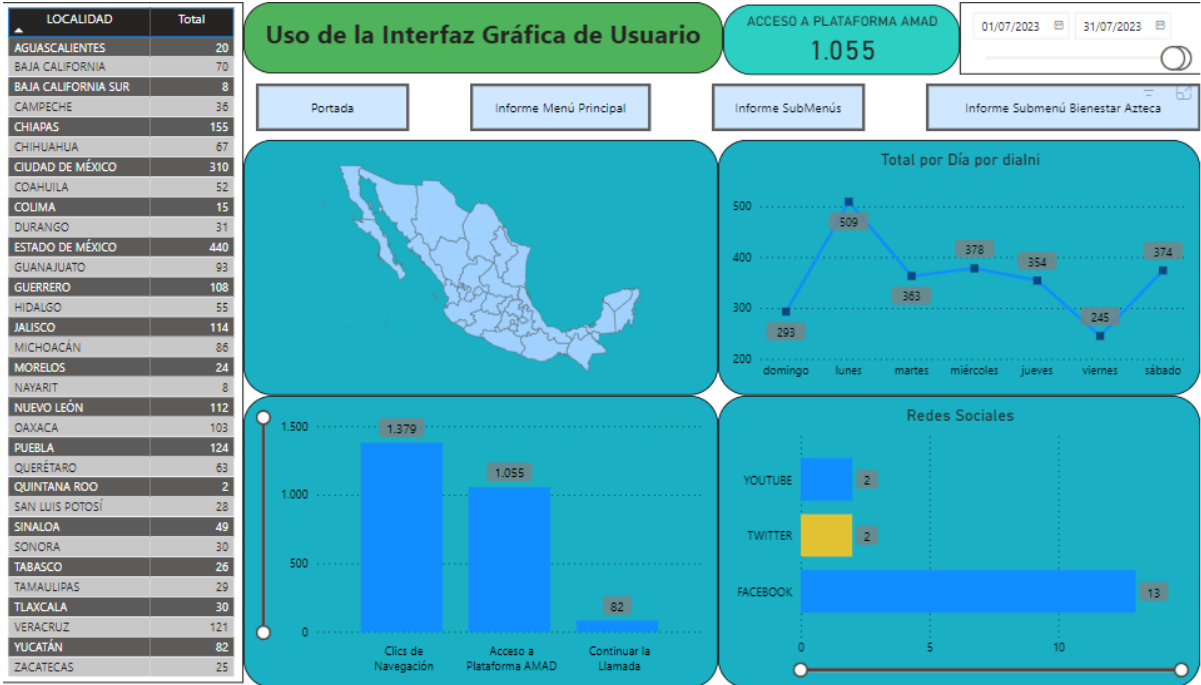 LOCALIDAD Total
AGUASCALIENTES 20
BAJA CALIFORNIA 70
BAJA CALIFORNIA SUR 8
CAMPECHE 36
CHIAPAS 155
CHIHUAHUA 67
CIUDAD DE MÉXICO 310
COAHUILA 52
COLIMA 15
DURANGO 31
ESTADO DE MÉXICO 440
GUANAJUATO 93
GUERRERO 108
HIDALGO 55
JALISCO 114
MICHOACÁN 86
MORELOS 24
NAYARIT 8
NUEVO LEÓN 112
OAXACA 103
PUEBLA 124
QUERÉTARO 63
QUINTANA ROO 2
SAN LUIS POTOSÍ 28
SINALOA 49
SONORA 30
TABASCO 26
TAMAULIPAS 29
TLAXCALA 30
VERACRUZ 121
YUCATÁN 82
ZACATECAS 25
Uso de la Interfaz Gráfica de Usuario
ACCESO A PLATAFORMA AMAD
1.055
01/07/2023 31/07/2023
Portada
Informe Menú Principal
Informe SubMenús
Informe Submenú Bienestar Azteca
Total por Día por diaIni
500
400
300
200
293
509
363
378
354
245
374
domingo lunes martes miércoles jueves viernes sábado
1.500
1.000
500
0
1.379
1.055
82
Clics de
Navegación
Acceso a
Plataforma AMAD
Continuar la
Llamada
Redes Sociales
YOUTUBE 2
TWITTER 2
FACEBOOK 13
0 5 10